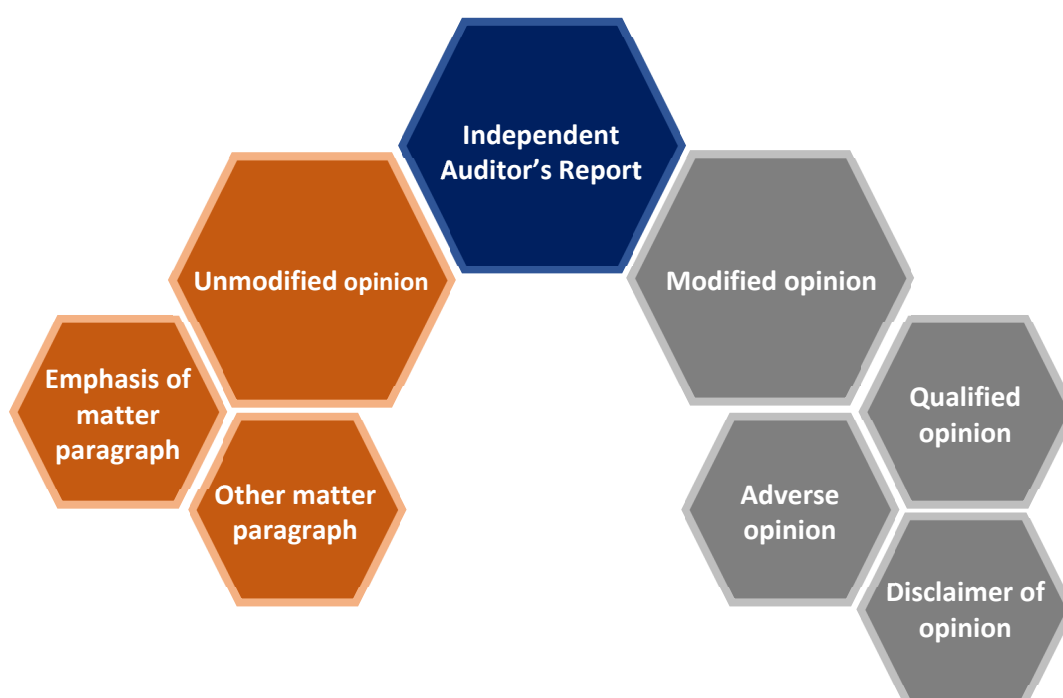 Independent
Auditor’s Report
Unmodified opinion
Modified opinion
Emphasis of
matter
paragraph
Other matter
paragraph
Qualified
opinion
Adverse
opinion
Disclaimer of
opinion